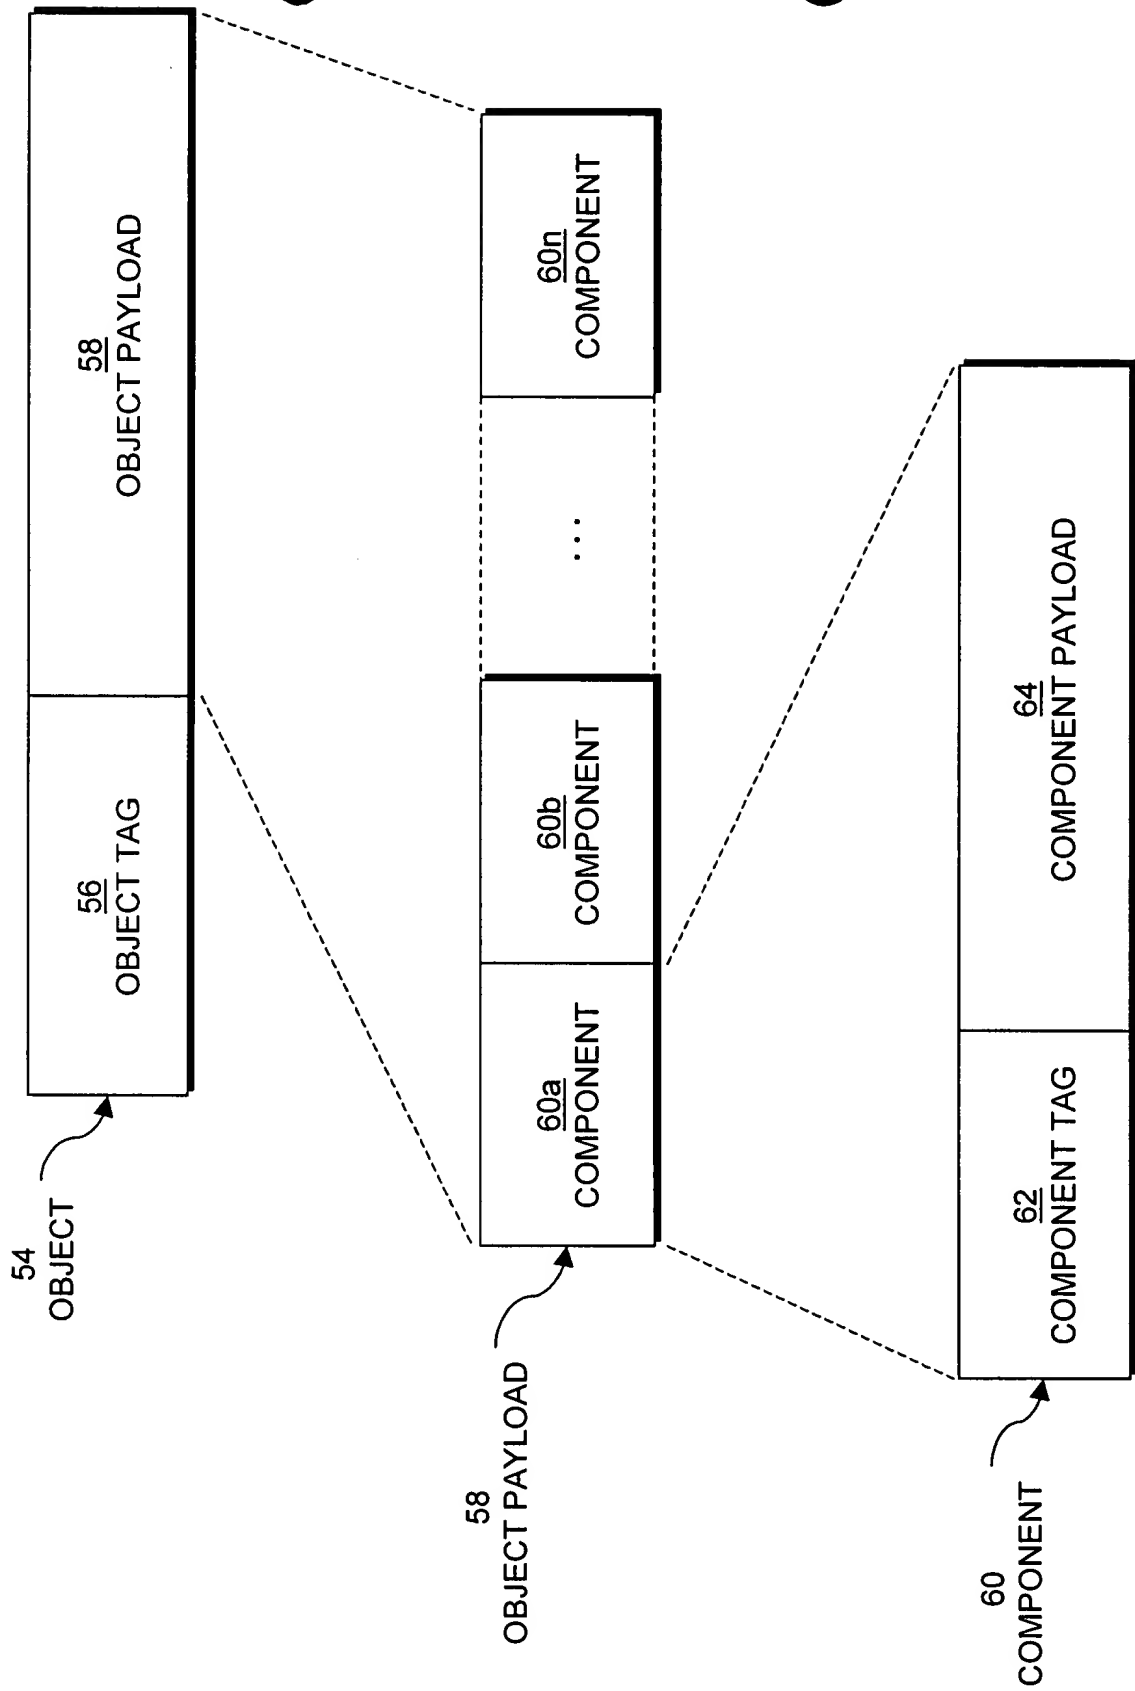 54
OBJECT
56
OBJECT TAG
58
OBJECT PAYLOAD
58
OBJECT PAYLOAD
60a
COMPONENT
60b
COMPONENT
...
60n
COMPONENT
60
COMPONENT
62
COMPONENT TAG
64
COMPONENT PAYLOAD